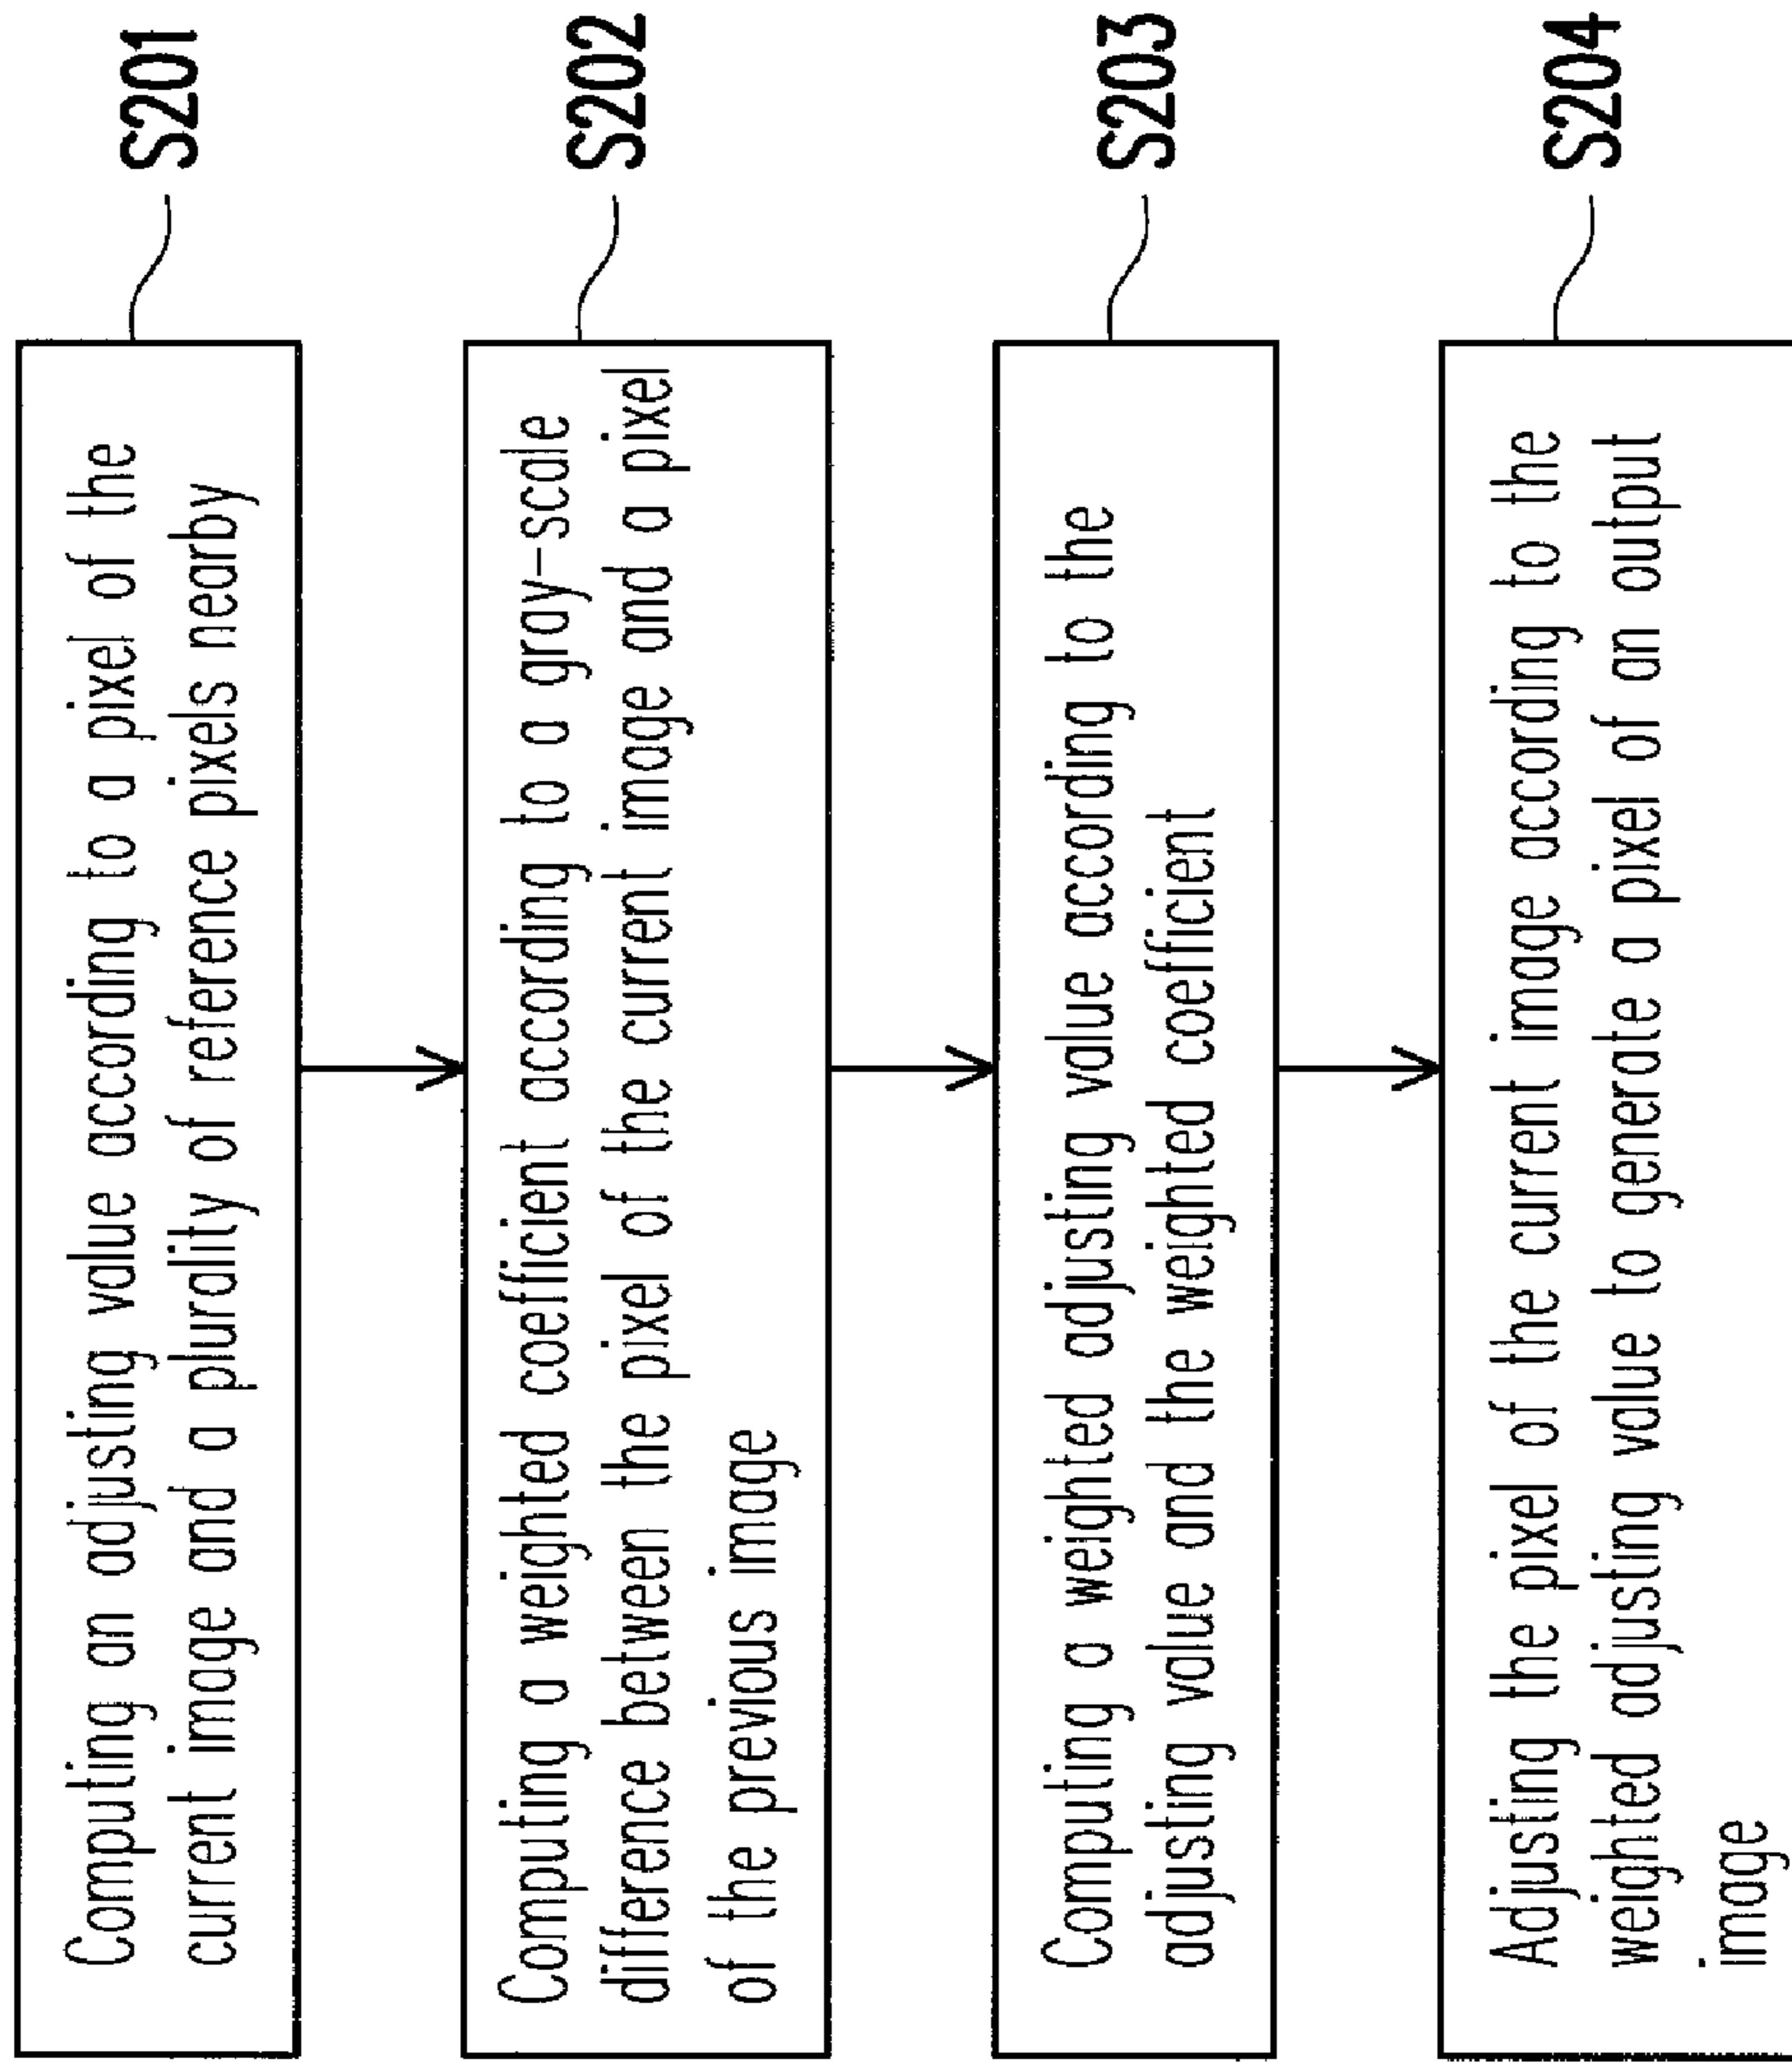 Computing an adjusting value according to a pixel of the
current image and a plurality of reference pixels nearby
S201
Computing a weighted coefficient according to a gray-scale
difference between the pixel of the current image and a pixel
of the previous image
S202
Computing a weighted adjusting value according to the
adjusting value and the weighted coefficient
S203
Adjusting the pixel of the current image according to the
weighted adjusting value to generate a pixel of an output
image
S204